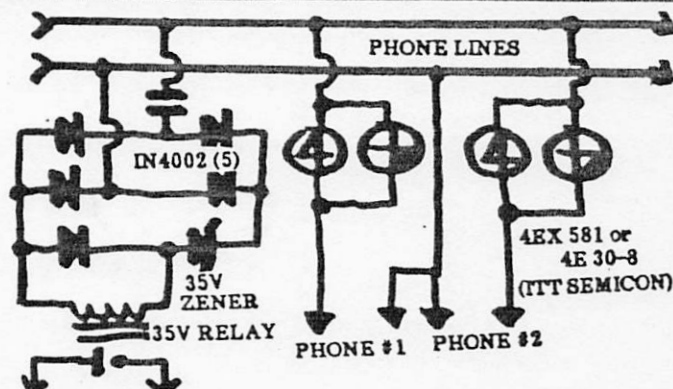 PHONE LINES
IN4002 (5)
35V
ZENER
35V RELAY
PHONE #1
PHONE #2
4EX 581 or
4E 30-8
(ITT SEMICON)